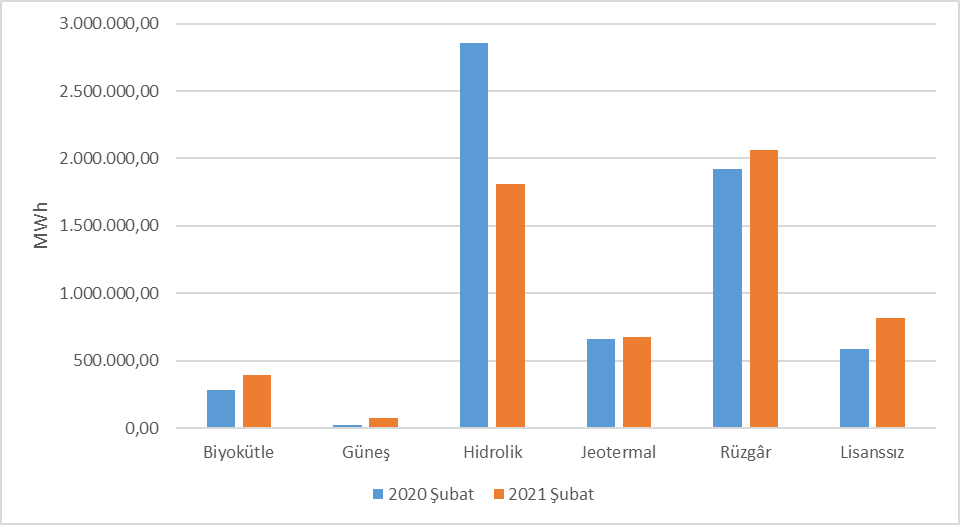 3.000.000,00
2.500.000,00
2.000.000,00
1.500.000,00
1.000.000,00
500.000,00
0,00
MWh
Biyokütle Güneş Hidrolik Jeotermal Rüzgâr Lisanssız
2020 Şubat 2021 Şubat